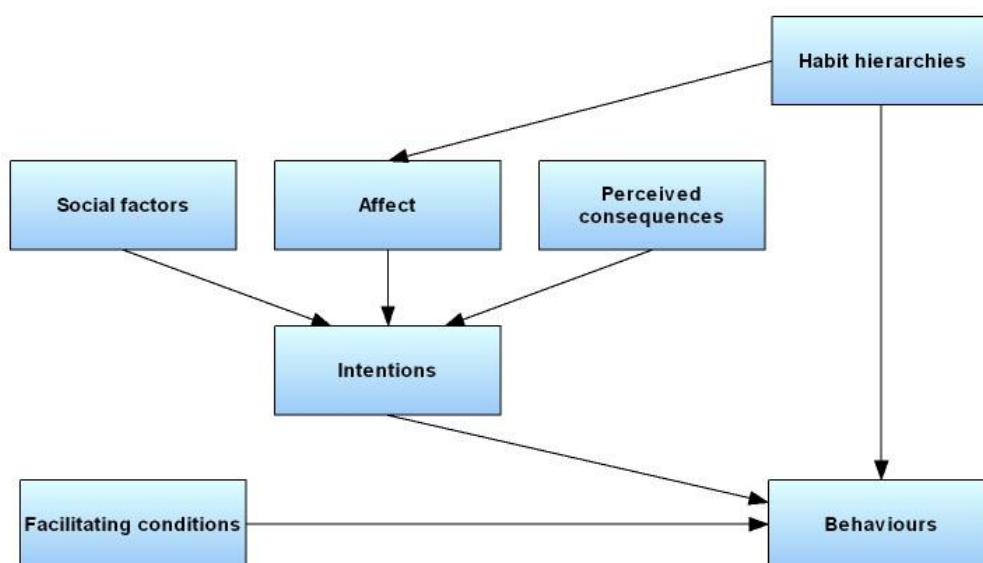 Habit hierarchies
Social factors
Affect
Perceived
consequences
Intentions
Facilitating conditions
Behaviours